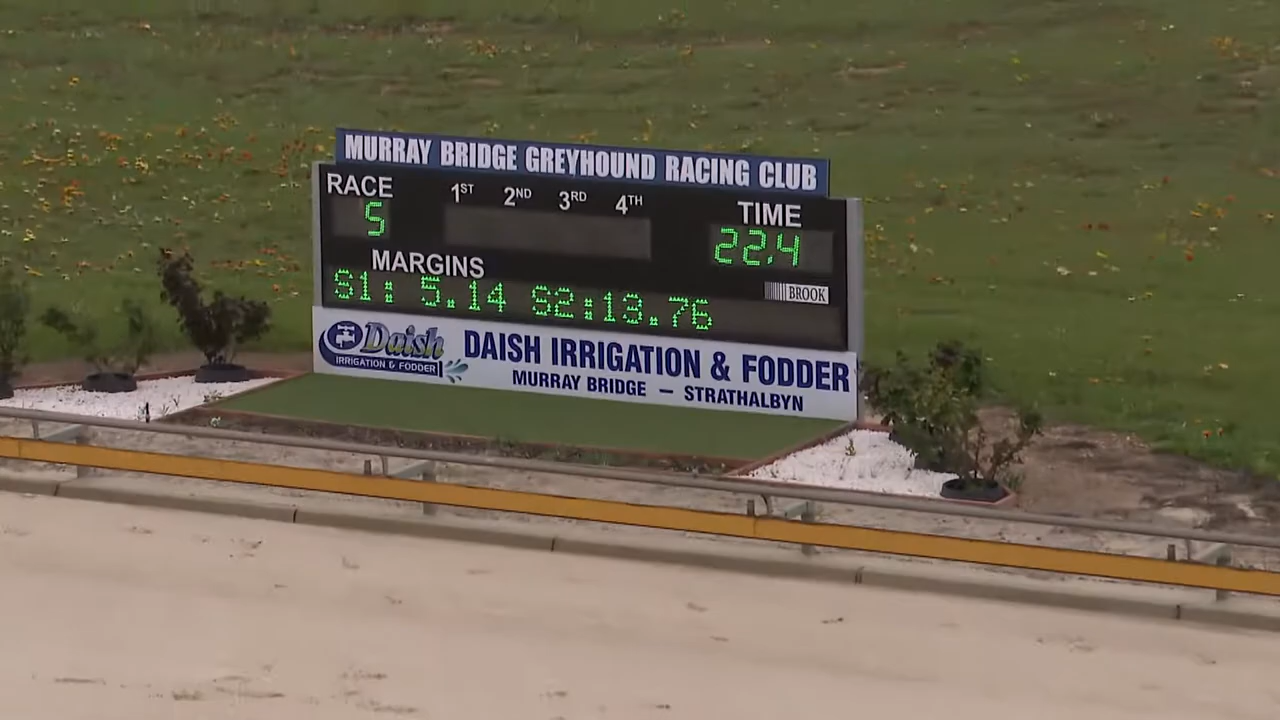 MURRAY BRIDGE GREYHOUND RACING CLUB
RACE 1ST 2ND 3RD 4TH TIME
5 22.4
MARGINS
BROOK
S1: 5.14 S2:13.76
Daish
IRRIGATION & FODDER
DAISH IRRIGATION & FODDER
MURRAY BRIDGE – STRATHALBYN